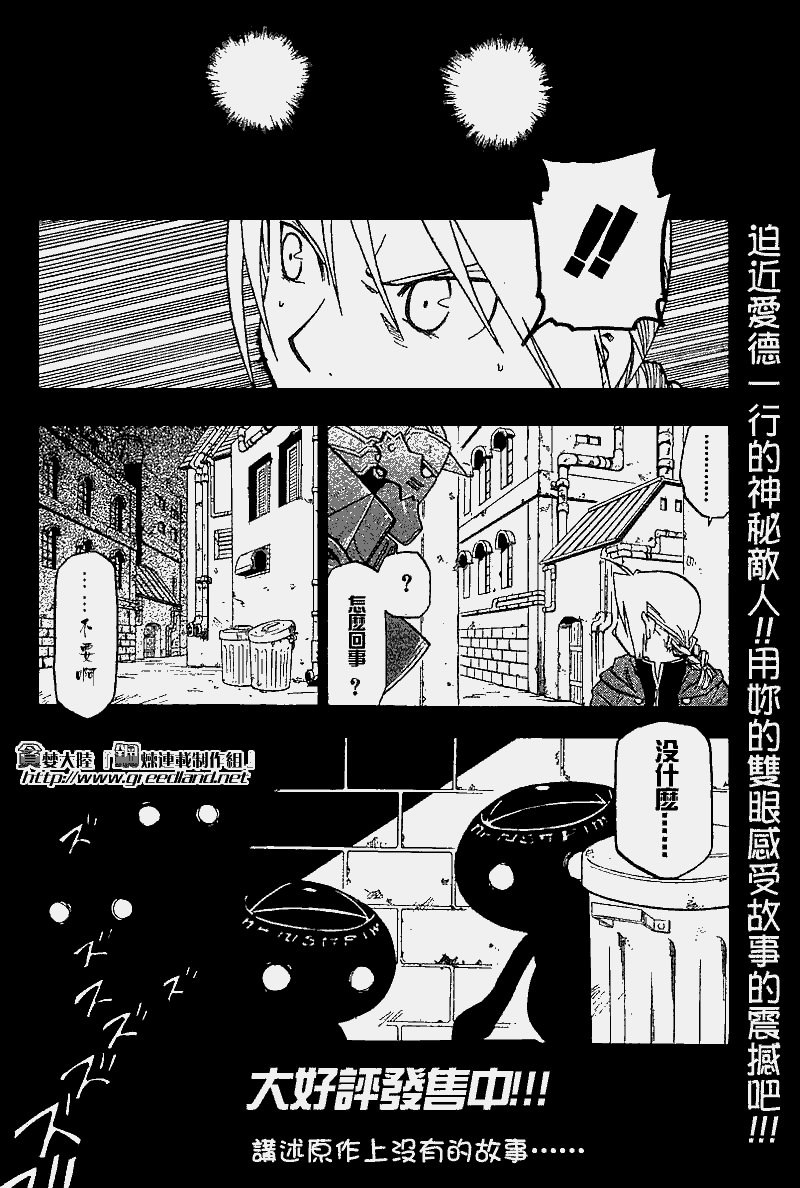 !!
迫近愛德一行的神秘敵人!!用妳的雙眼感受故事的震撼吧!!!
………
?
怎麼回事?
……不要啊
没什麼……
貪婪大陸『鋼煉連載制作組』
http://www.greedland.net
ズ
ズ
ズ
ズ
ズ
ズ
ズ
ズ
大好評發售中!!!
講述原作上沒有的故事……